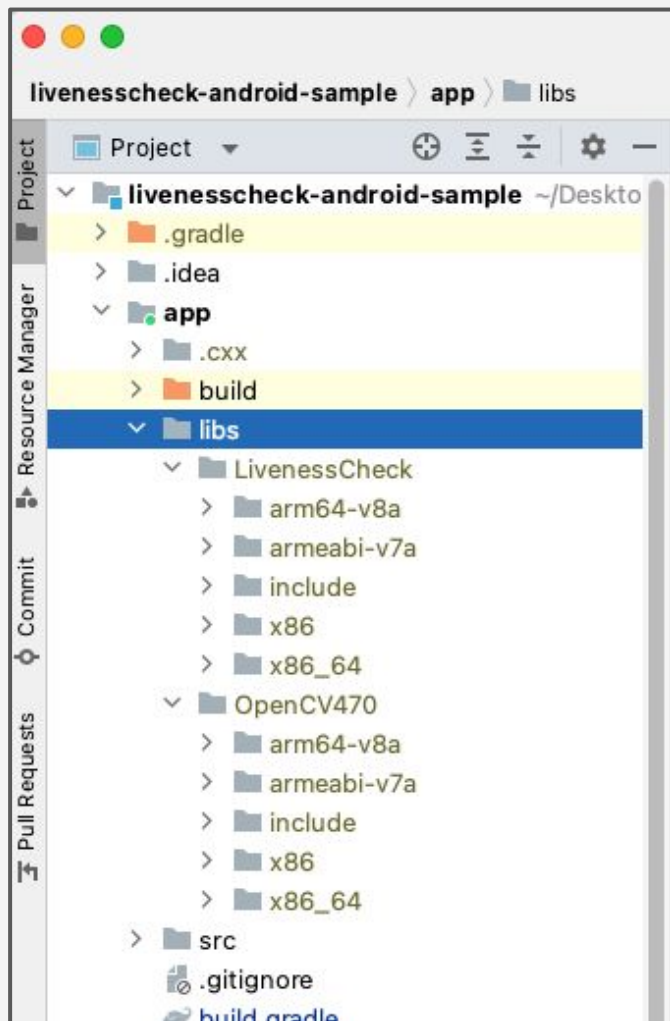 livenesscheck-android-sample 〉 app 〉 libs
Project
Project
Resource Manager
Commit
Pull Requests
livenesscheck-android-sample ~/Deskto
.gradle
.idea
app
.cxx
build
libs
LivenessCheck
arm64-v8a
armeabi-v7a
include
x86
x86_64
OpenCV470
arm64-v8a
armeabi-v7a
include
x86
x86_64
src
.gitignore
build.gradle